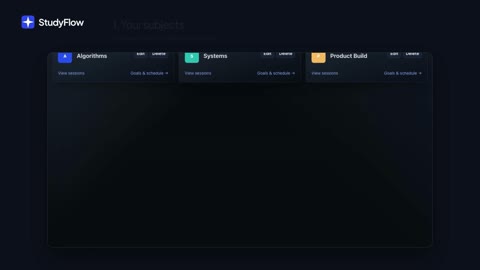 StudyFlow
1. Your subjects
A Algorithms Edit Delete
S Systems Edit Delete
P Product Build Edit Delete
View sessions Goals & schedule →
View sessions Goals & schedule →
View sessions Goals & schedule →